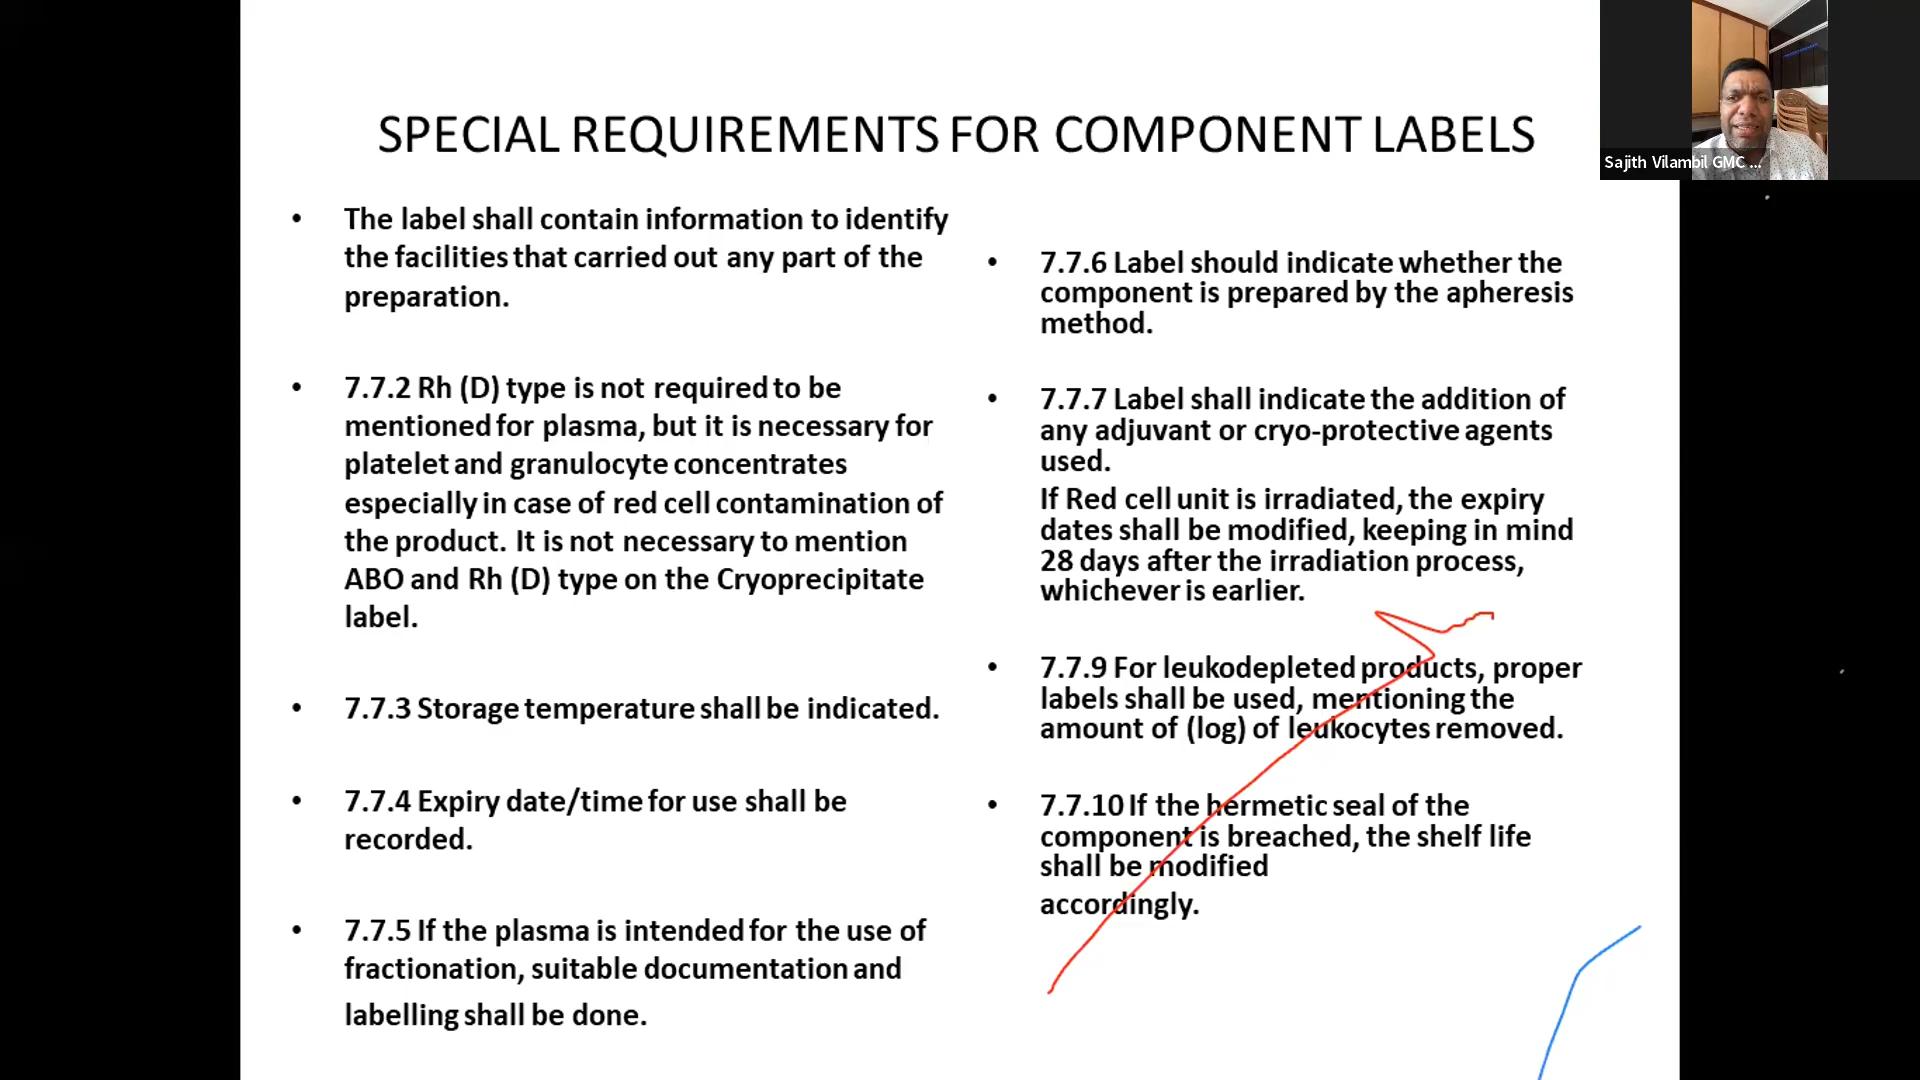 SPECIAL REQUIREMENTS FOR COMPONENT LABELS
• The label shall contain information to identify
the facilities that carried out any part of the
preparation.
• 7.7.2 Rh (D) type is not required to be
mentioned for plasma, but it is necessary for
platelet and granulocyte concentrates
especially in case of red cell contamination of
the product. It is not necessary to mention
ABO and Rh (D) type on the Cryoprecipitate
label.
• 7.7.3 Storage temperature shall be indicated.
• 7.7.4 Expiry date/time for use shall be
recorded.
• 7.7.5 If the plasma is intended for the use of
fractionation, suitable documentation and
labelling shall be done.
• 7.7.6 Label should indicate whether the
component is prepared by the apheresis
method.
• 7.7.7 Label shall indicate the addition of
any adjuvant or cryo-protective agents
used.
If Red cell unit is irradiated, the expiry
dates shall be modified, keeping in mind
28 days after the irradiation process,
whichever is earlier.
• 7.7.9 For leukodepleted products, proper
labels shall be used, mentioning the
amount of (log) of leukocytes removed.
• 7.7.10 If the hermetic seal of the
component is breached, the shelf life
shall be modified
accordingly.
Sajith Vilambil GMC ...